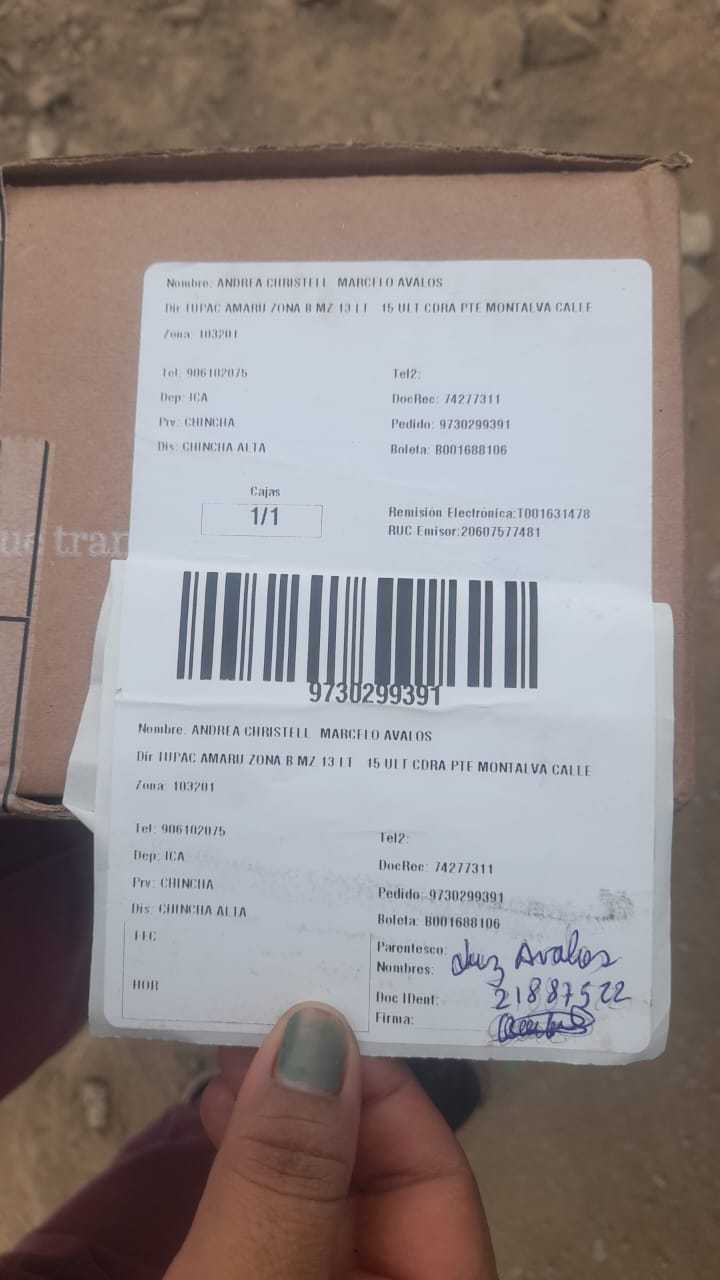 Nombre: ANDREA CHRISTELL MARCELO AVALOS
Dir TUPAC AMARU ZONA B MZ 13 LT 15 ULT CDRA PTE MONTALVA CALLE
Zona: 103201
Tel: 906102075 Tel2:
Dep: ICA DocRec: 74277311
Prv: CHINCHA Pedido: 9730299391
Dis: CHINCHA ALTA Boleta: B001688106
Cajas
1/1
Remisión Electrónica:T001631478
RUC Emisor:20607577481
ue tran
9730299391
Nombre. ANDREA CHRISTELL MARCELO AVALOS
Dir TUPAC AMARU ZONA B MZ 13 LT 15 ULT CDRA PTE MONTALVA CALLE
Zona: 103201
Tel: 906102075 Tel2:
Dep: ICA DocRec: 74277311
Prv: CHINCHA Pedido: 9730299391
Dis: CHINCHA ALTA Boleta: B001688106
FEC
HOR
Parentesco:
Nombres: Luz Avalos
Doc IDent: 21887522
Firma: